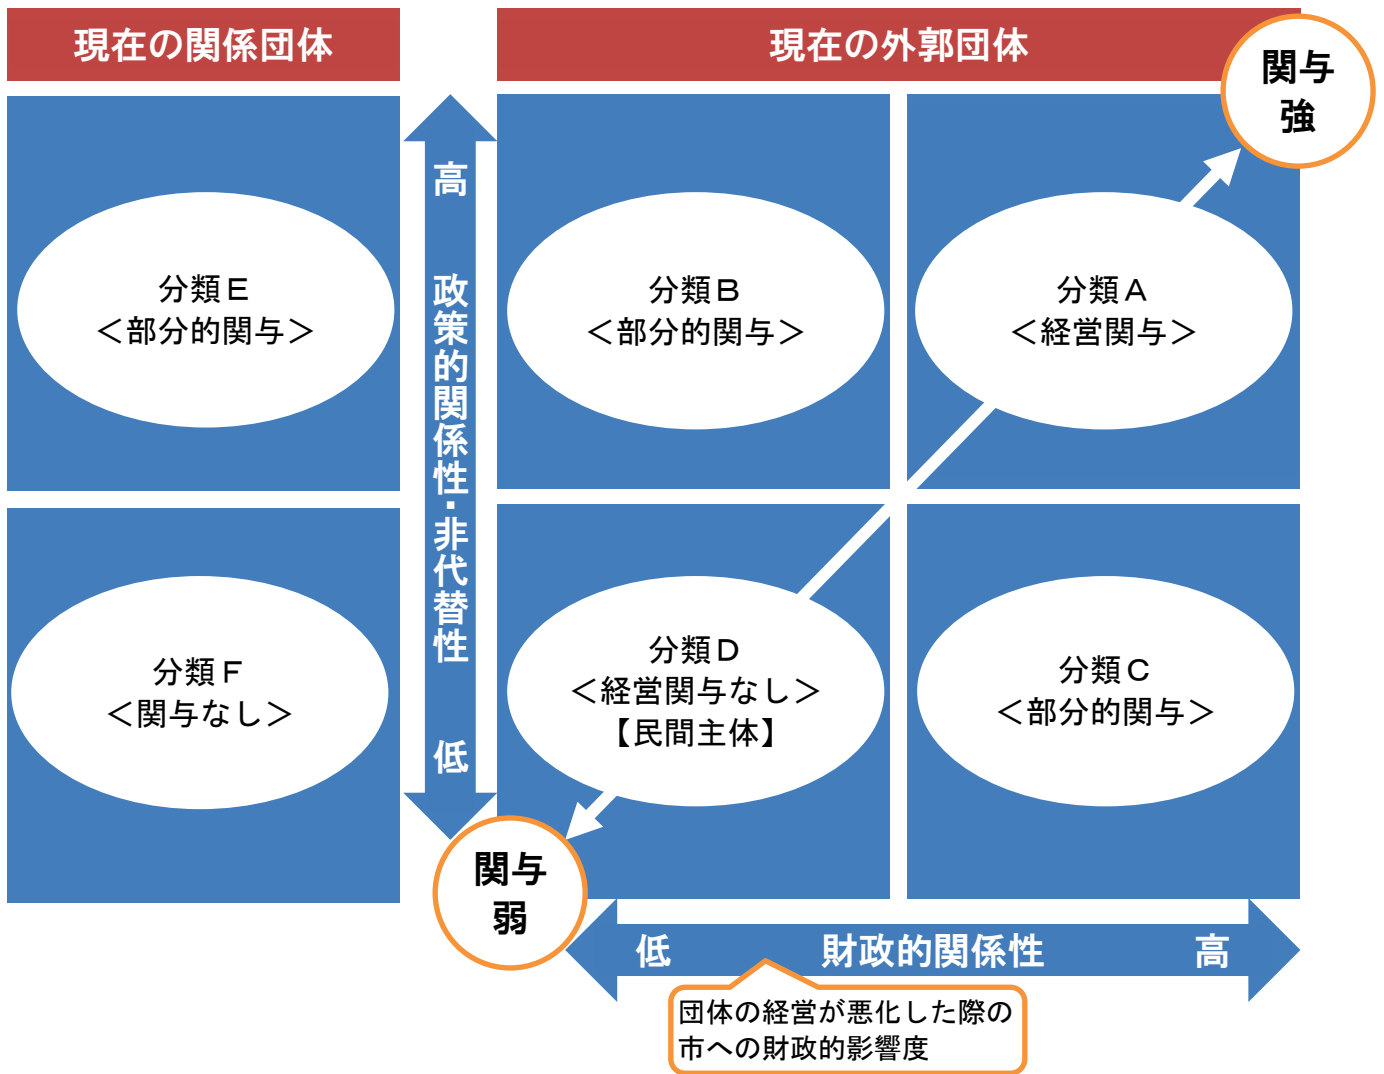 現在の関係団体
現在の外郭団体
関与
強
高
政策的関係性・非代替性
低
分類Ｅ
＜部分的関与＞
分類Ｂ
＜部分的関与＞
分類Ａ
＜経営関与＞
分類Ｆ
＜関与なし＞
分類Ｄ
＜経営関与なし＞
【民間主体】
分類Ｃ
＜部分的関与＞
関与
弱
低
財政的関係性
高
団体の経営が悪化した際の
市への財政的影響度